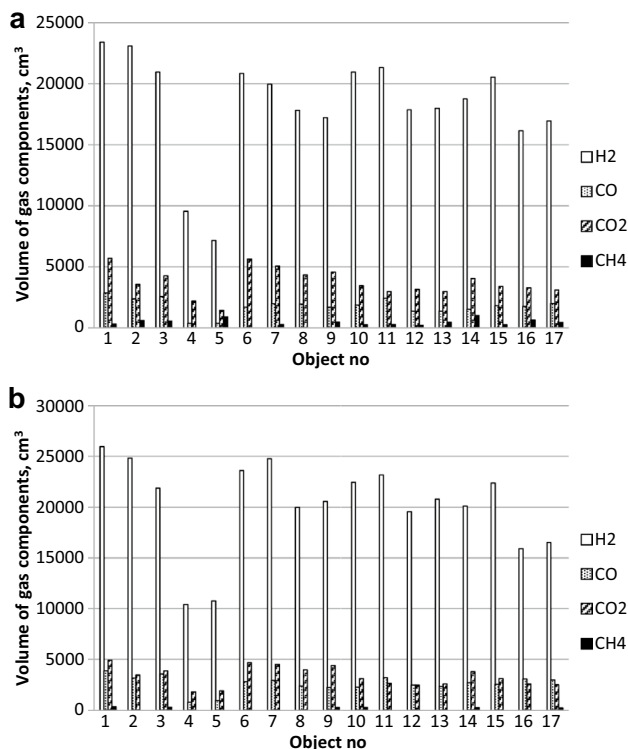 a
25000
20000
15000
10000
5000
0
Volume of gas components, cm³
1 2 3 4 5 6 7 8 9 10 11 12 13 14 15 16 17
Object no
H2
CO
CO2
CH4
b
30000
25000
20000
15000
10000
5000
0
Volume of gas components, cm³
1 2 3 4 5 6 7 8 9 10 11 12 13 14 15 16 17
Object no
H2
CO
CO2
CH4